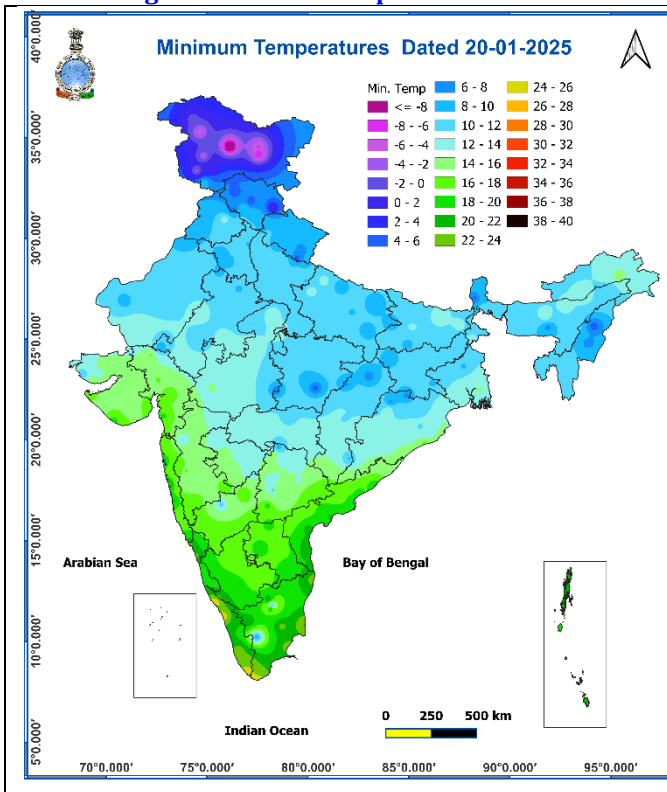 Minimum Temperatures Dated 20-01-2025
Min. Temp
<= -8
-8 - -6
-6 - -4
-4 - -2
-2 - 0
0 - 2
2 - 4
4 - 6
6 - 8
8 - 10
10 - 12
12 - 14
14 - 16
16 - 18
18 - 20
20 - 22
22 - 24
24 - 26
26 - 28
28 - 30
30 - 32
32 - 34
34 - 36
36 - 38
38 - 40
40°0.000'
35°0.000'
30°0.000'
25°0.000'
20°0.000'
15°0.000'
10°0.000'
5°0.000'
Arabian Sea
Bay of Bengal
Indian Ocean
0 250 500 km
70°0.000' 75°0.000' 80°0.000' 85°0.000' 90°0.000' 95°0.000'